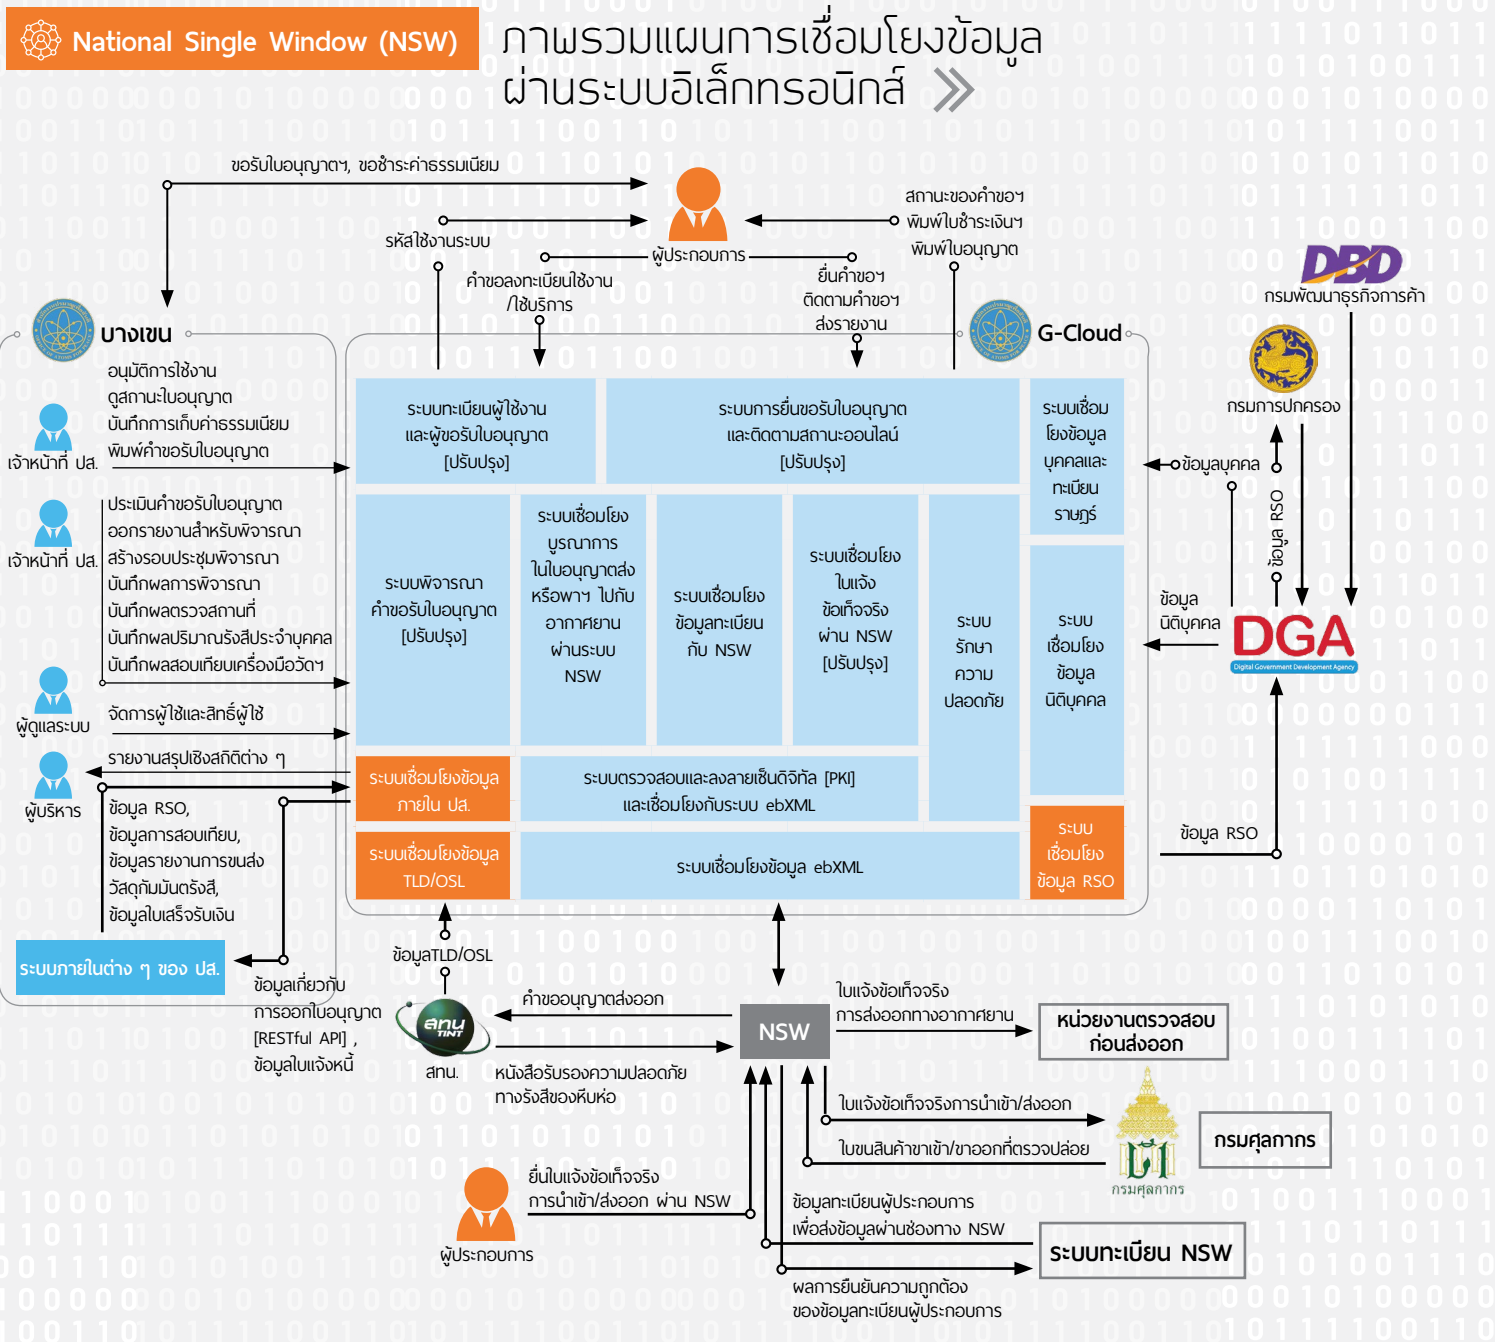 National Single Window (NSW)
ภาพรวมแผนการเชื่อมโยงข้อมูล
ผ่านระบบอิเล็กทรอนิกส์
ขอรับใบอนุญาตฯ, ขอชำระค่าธรรมเนียม
รหัสใช้งานระบบ
ผู้ประกอบการ
สถานะของคำขอฯ
พิมพ์ใบชำระเงินฯ
พิมพ์ใบอนุญาต
คำขอลงทะเบียนใช้งาน
/ใช้บริการ
ยื่นคำขอฯ
ติดตามคำขอฯ
ส่งรายงาน
DBD
กรมพัฒนาธุรกิจการค้า
บางเขน
G-Cloud
กรมการปกครอง
อนุมัติการใช้งาน
ดูสถานะใบอนุญาต
บันทึกการเก็บค่าธรรมเนียม
พิมพ์คำขอรับใบอนุญาต
เจ้าหน้าที่ ปส.
ประเมินคำขอรับใบอนุญาต
ออกรายงานสำหรับพิจารณา
สร้างรอบประชุมพิจารณา
บันทึกผลการพิจารณา
บันทึกผลตรวจสถานที่
บันทึกผลปริมาณรังสีประจำบุคคล
บันทึกผลสอบเทียบเครื่องมือวัดฯ
เจ้าหน้าที่ ปส.
จัดการผู้ใช้และสิทธิ์ผู้ใช้
ผู้ดูแลระบบ
รายงานสรุปเชิงสถิติต่าง ๆ
ผู้บริหาร
ข้อมูล RSO,
ข้อมูลการสอบเทียบ,
ข้อมูลรายงานการขนส่ง
วัสดุกัมมันตรังสี,
ข้อมูลใบเสร็จรับเงิน
ระบบภายในต่าง ๆ ของ ปส.
ข้อมูลเกี่ยวกับ
การออกใบอนุญาต
[RESTful API] ,
ข้อมูลใบแจ้งหนี้
ระบบทะเบียนผู้ใช้งาน
และผู้ขอรับใบอนุญาต
[ปรับปรุง]
ระบบการยื่นขอรับใบอนุญาต
และติดตามสถานะออนไลน์
[ปรับปรุง]
ระบบเชื่อม
โยงข้อมูล
บุคคลและ
ทะเบียน
ราษฎร์
ระบบพิจารณา
คำขอรับใบอนุญาต
[ปรับปรุง]
ระบบเชื่อมโยง
บูรณาการ
ในใบอนุญาตส่ง
หรือพาฯ ไปกับ
อากาศยาน
ผ่านระบบ
NSW
ระบบเชื่อมโยง
ข้อมูลทะเบียน
กับ NSW
ระบบเชื่อมโยง
ใบแจ้ง
ข้อเท็จจริง
ผ่าน NSW
[ปรับปรุง]
ระบบ
รักษา
ความ
ปลอดภัย
ระบบ
เชื่อมโยง
ข้อมูล
นิติบุคคล
ระบบเชื่อมโยงข้อมูล
ภายใน ปส.
ระบบตรวจสอบและลงลายเซ็นดิจิทัล [PKI]
และเชื่อมโยงกับระบบ ebXML
ระบบเชื่อมโยงข้อมูล
TLD/OSL
ระบบเชื่อมโยงข้อมูล ebXML
ระบบ
เชื่อมโยง
ข้อมูล RSO
ข้อมูลบุคคล
ข้อมูล RSO
ข้อมูล
นิติบุคคล
DGA
Digital Government Development Agency
ข้อมูล RSO
ข้อมูลTLD/OSL
สทน
TINT
สทน.
คำขออนุญาตส่งออก
หนังสือรับรองความปลอดภัย
ทางรังสีของหีบห่อ
NSW
ใบแจ้งข้อเท็จจริง
การส่งออกทางอากาศยาน
หน่วยงานตรวจสอบ
ก่อนส่งออก
ใบแจ้งข้อเท็จจริงการนำเข้า/ส่งออก
ใบขนสินค้าขาเข้า/ขาออกที่ตรวจปล่อย
กรมศุลกากร
กรมศุลกากร
ยื่นใบแจ้งข้อเท็จจริง
การนำเข้า/ส่งออก ผ่าน NSW
ผู้ประกอบการ
ข้อมูลทะเบียนผู้ประกอบการ
เพื่อส่งข้อมูลผ่านช่องทาง NSW
ระบบทะเบียน NSW
ผลการยืนยันความถูกต้อง
ของข้อมูลทะเบียนผู้ประกอบการ